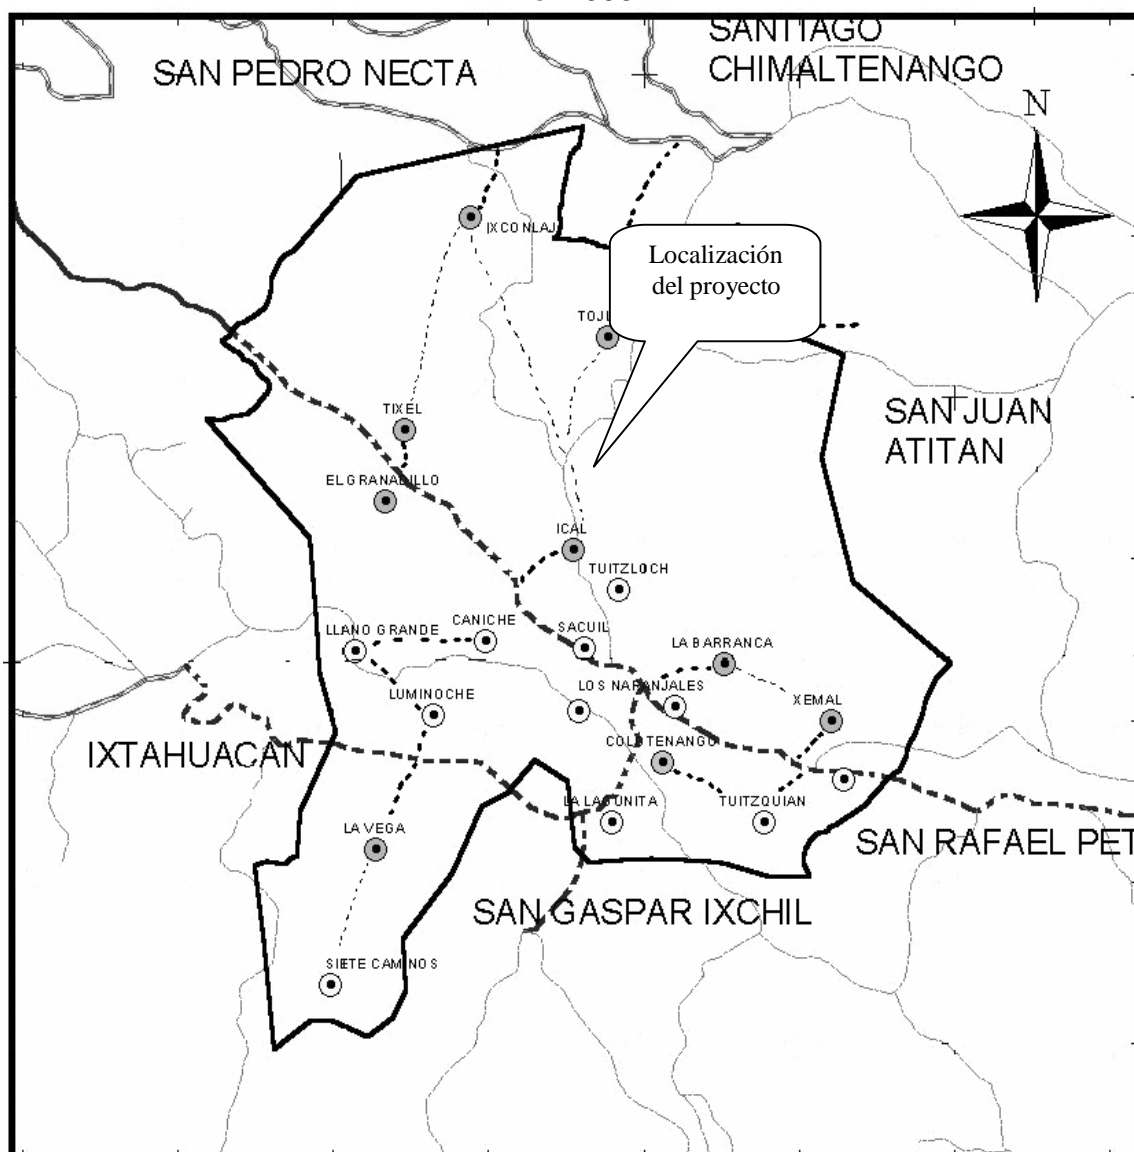 SANTIAGO
CHIMALTENANGO
SAN PEDRO NECTA
N
IXCONLAJ
Localización
del proyecto
TIXEL
SAN JUAN
ATITAN
EL GRANADILLO
ICAL
TUITZLOCH
CANICHE
SACUIL
LLANO GRANDE
LA BARRANCA
LUMINOCHE
LOS NARANJALES
XEMAL
COLOTENANGO
IXTAHUACAN
LA LAGUNITA
TUITZQUIAN
LA VEGA
SAN RAFAEL PET
SAN GASPAR IXCHIL
SIETE CAMINOS